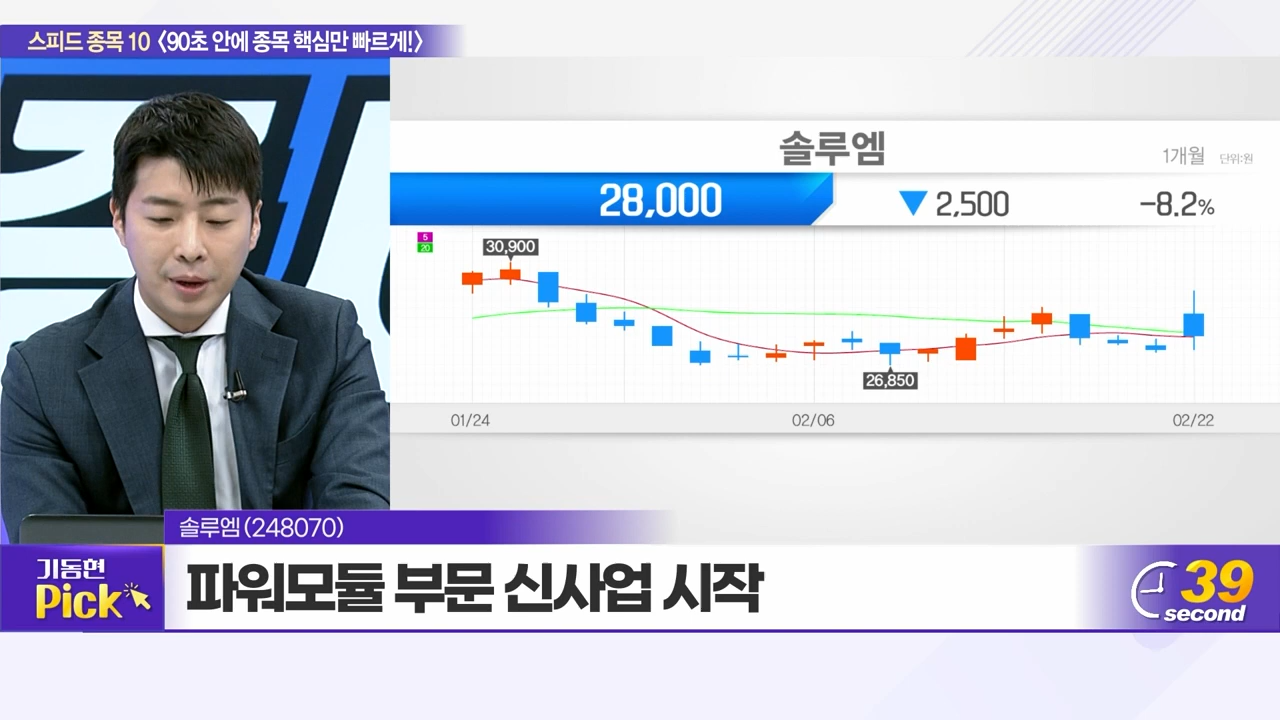 스피드 종목 10 <90초 안에 종목 핵심만 빠르게!>
솔루엠
1개월 단위:원
28,000 ▼ 2,500 -8.2%
5
20
30,900
26,850
01/24 02/06 02/22
솔루엠(248070)
기동현
Pick
파워모듈 부문 신사업 시작
39
second